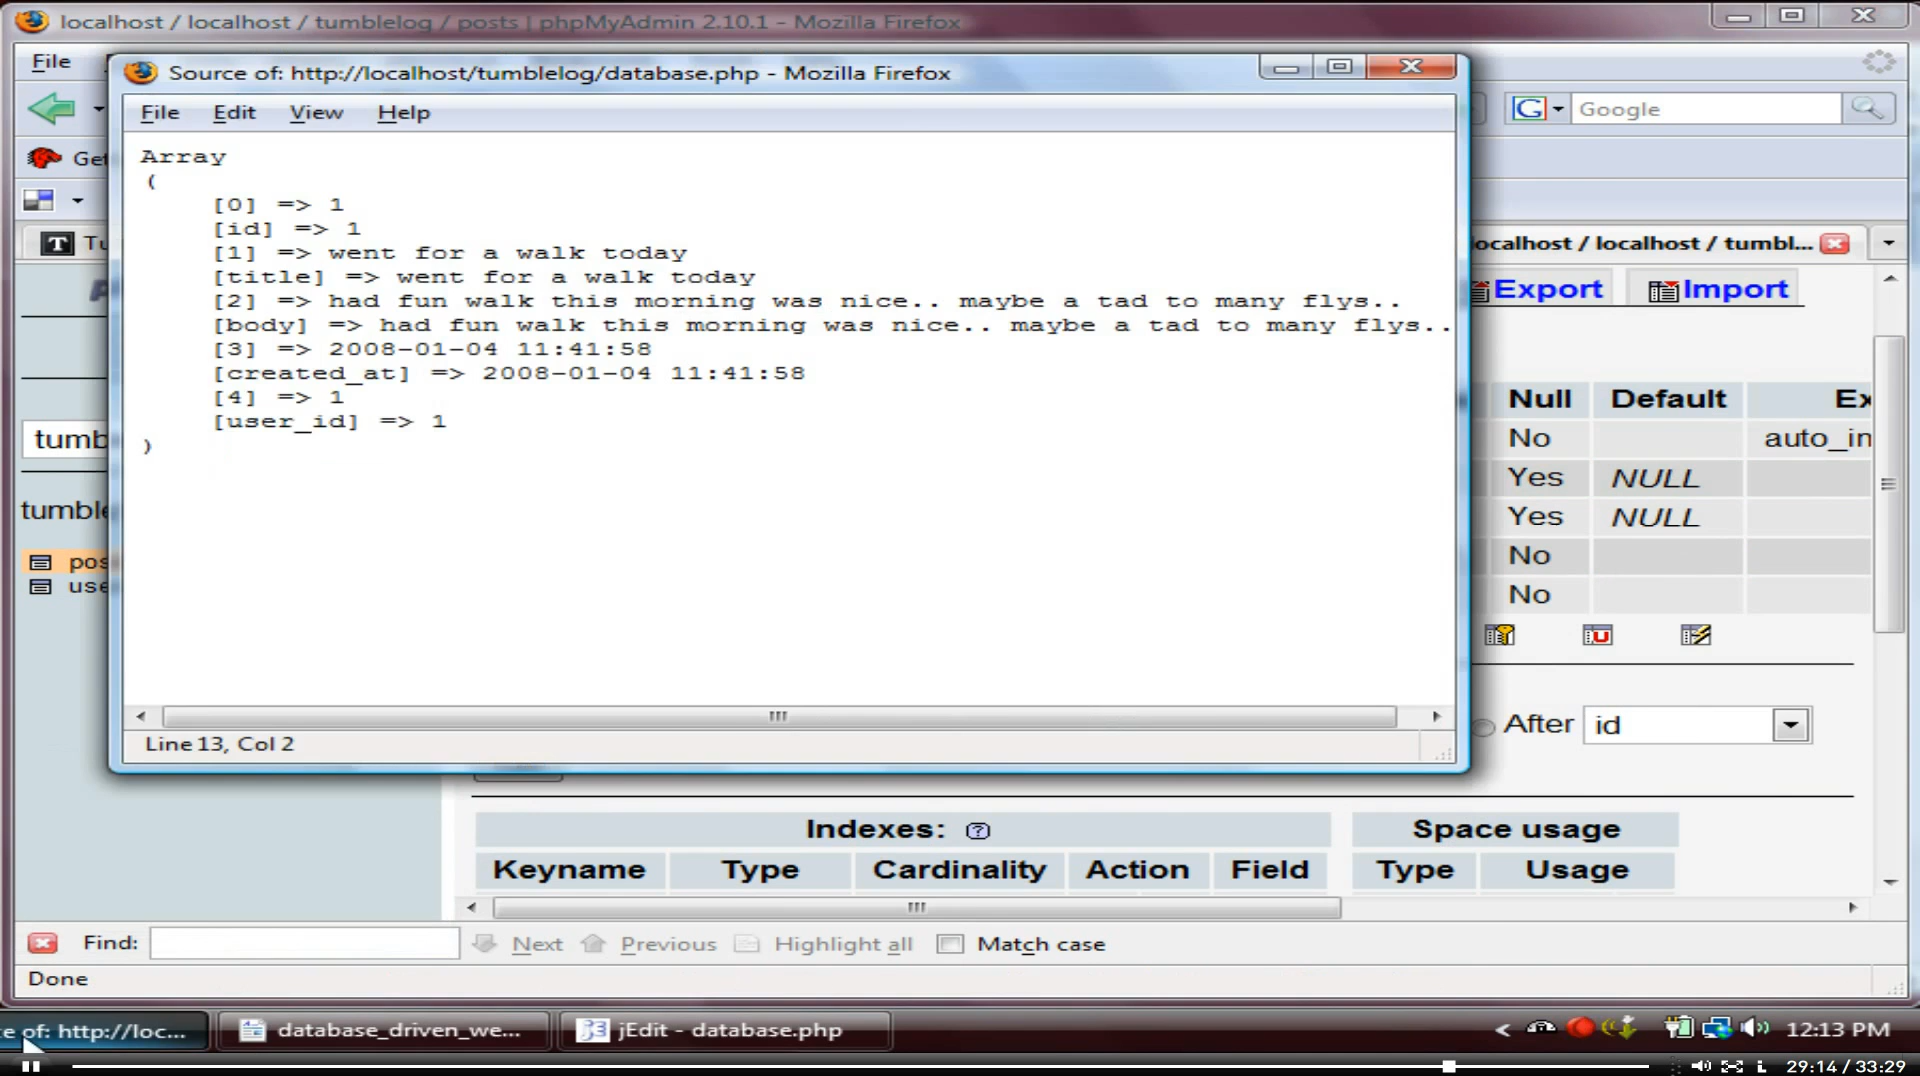 localhost / localhost / tumblelog / posts | phpMyAdmin 2.10.1 - Mozilla Firefox
File
Source of: http://localhost/tumblelog/database.php - Mozilla Firefox
File Edit View Help
G Google
Get
Array
(
[0] => 1
[id] => 1
[1] => went for a walk today
[title] => went for a walk today
[2] => had fun walk this morning was nice.. maybe a tad to many flys..
[body] => had fun walk this morning was nice.. maybe a tad to many flys..
[3] => 2008-01-04 11:41:58
[created_at] => 2008-01-04 11:41:58
[4] => 1
[user_id] => 1
)
Line 13, Col 2
T Tu
ocalhost / localhost / tumbl...
Export Import
tumb
tumble
pos
use
Null Default Ex
No auto_in
Yes NULL
Yes NULL
No
No
After id
Indexes: ? Space usage
Keyname Type Cardinality Action Field Type Usage
Find: Next Previous Highlight all Match case
Done
ce of: http://loc... database_driven_we... jEdit - database.php 12:13 PM
29:14 / 33:29